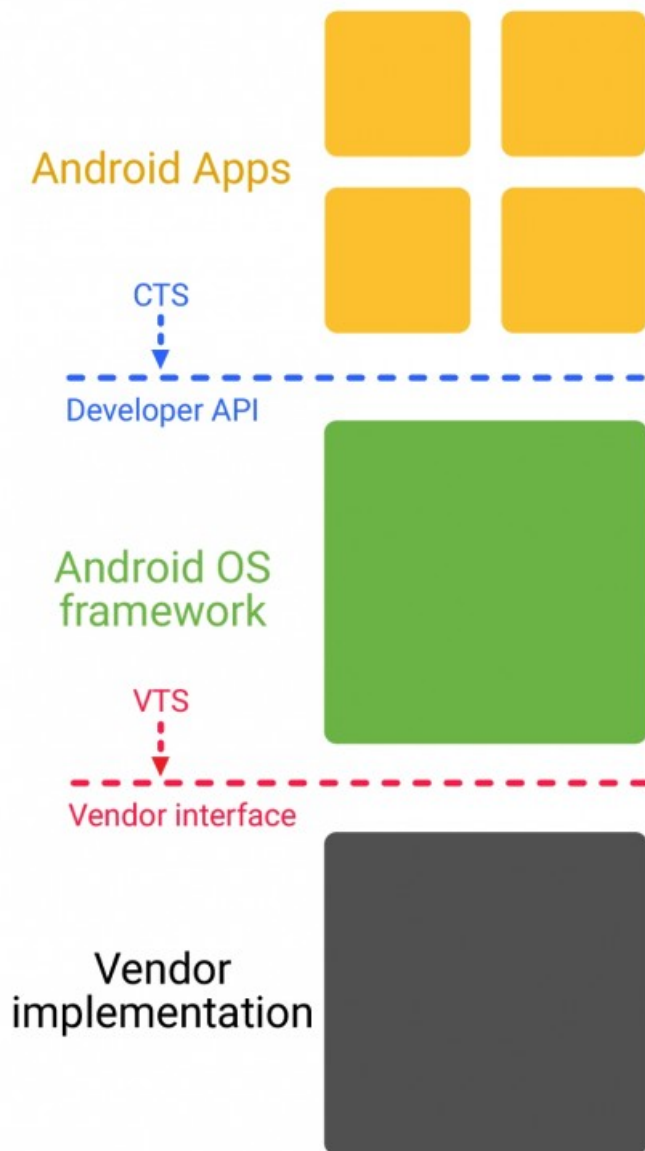 Android Apps
CTS
Developer API
Android OS
framework
VTS
Vendor interface
Vendor
implementation